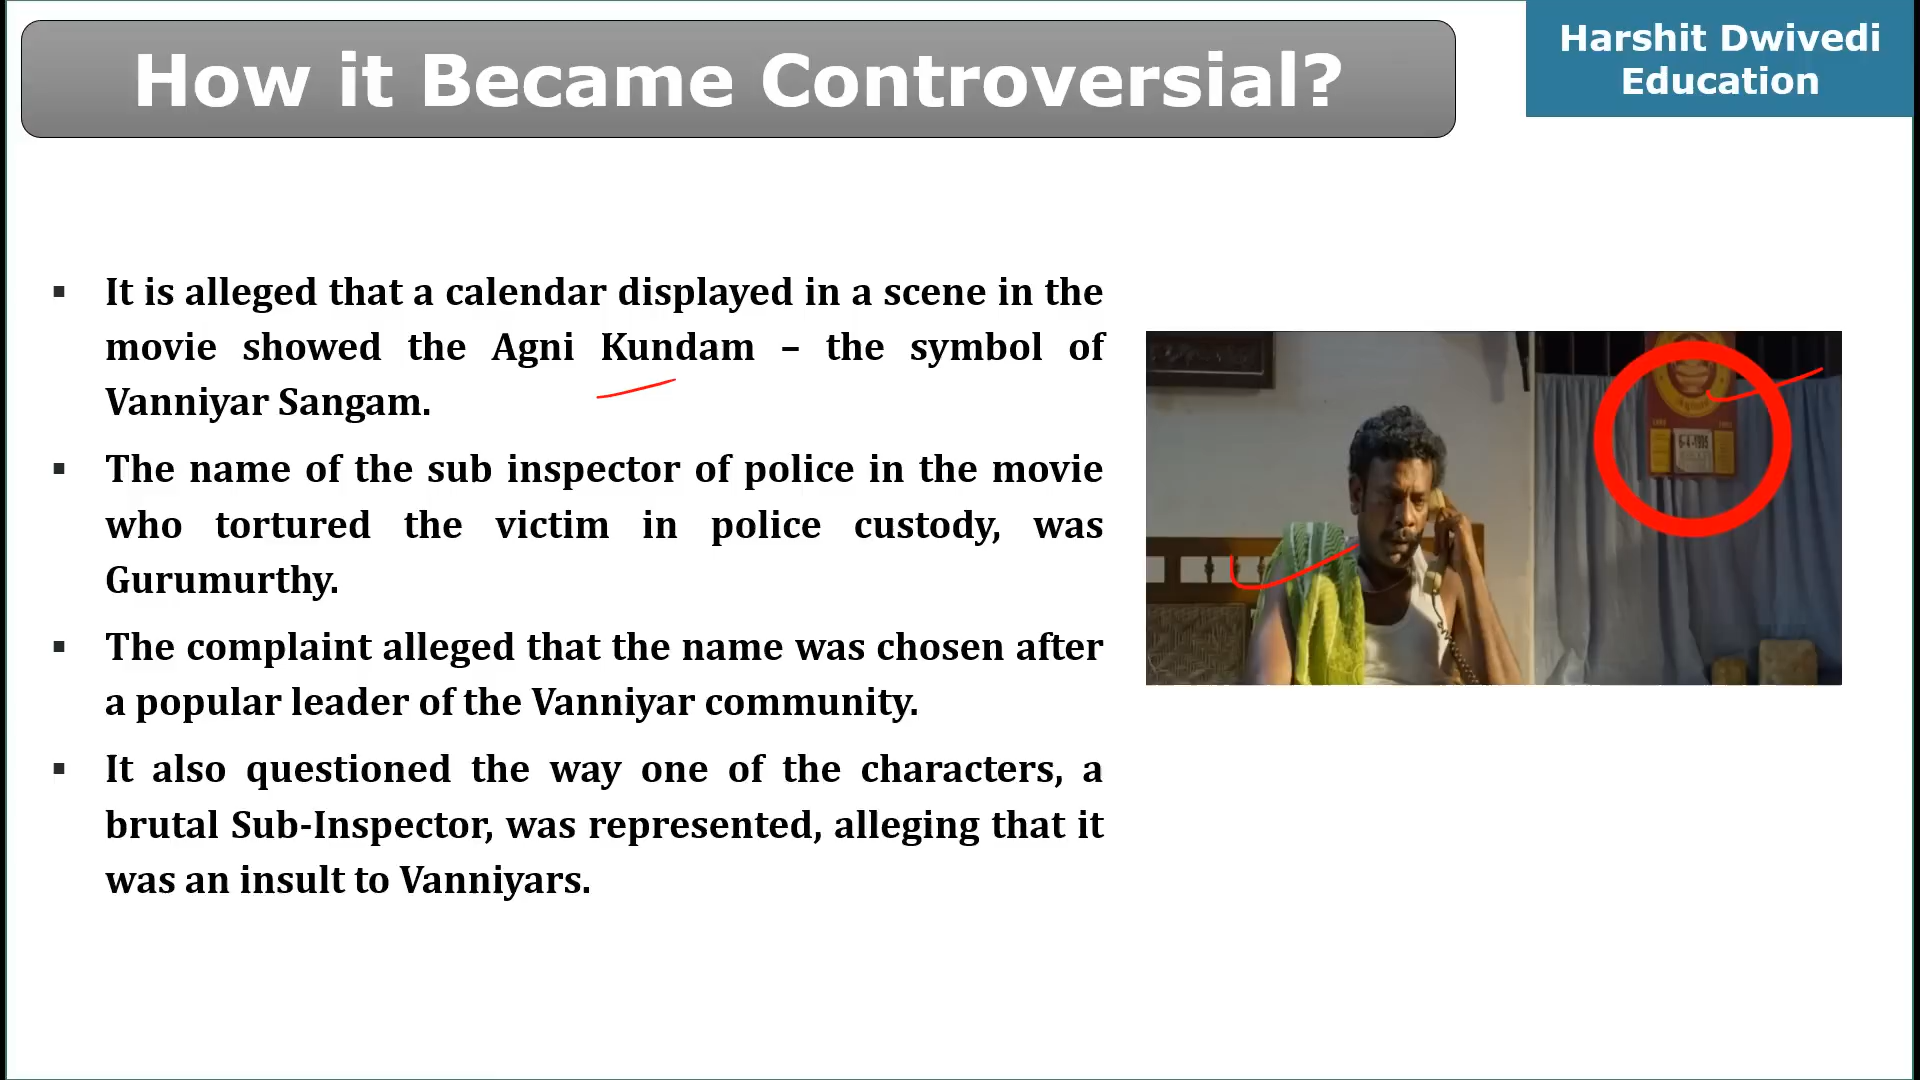 How it Became Controversial?
Harshit Dwivedi
Education
▪ It is alleged that a calendar displayed in a scene in the
movie showed the Agni Kundam – the symbol of
Vanniyar Sangam.
▪ The name of the sub inspector of police in the movie
who tortured the victim in police custody, was
Gurumurthy.
▪ The complaint alleged that the name was chosen after
a popular leader of the Vanniyar community.
▪ It also questioned the way one of the characters, a
brutal Sub-Inspector, was represented, alleging that it
was an insult to Vanniyars.
6-4-1995